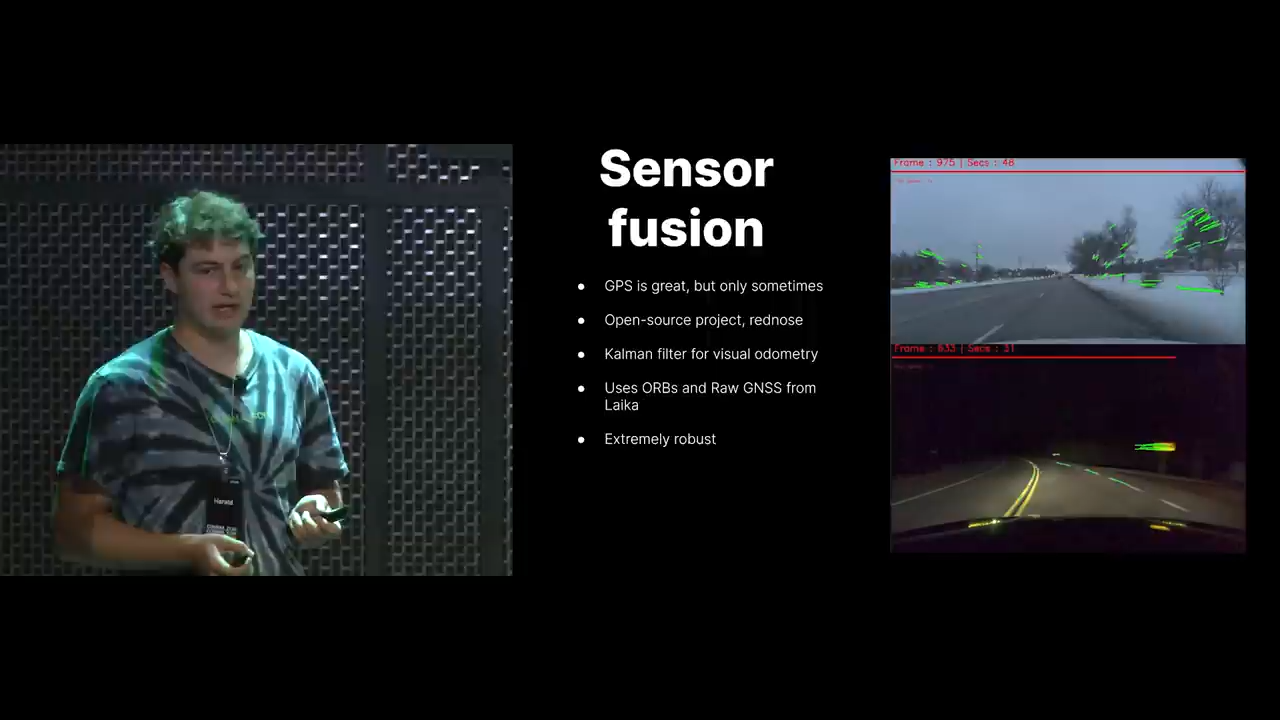 Sensor
fusion
● GPS is great, but only sometimes
● Open-source project, rednose
● Kalman filter for visual odometry
● Uses ORBs and Raw GNSS from
Laika
● Extremely robust
Frame : 975 | Secs : 48
Frame : 633 | Secs : 31